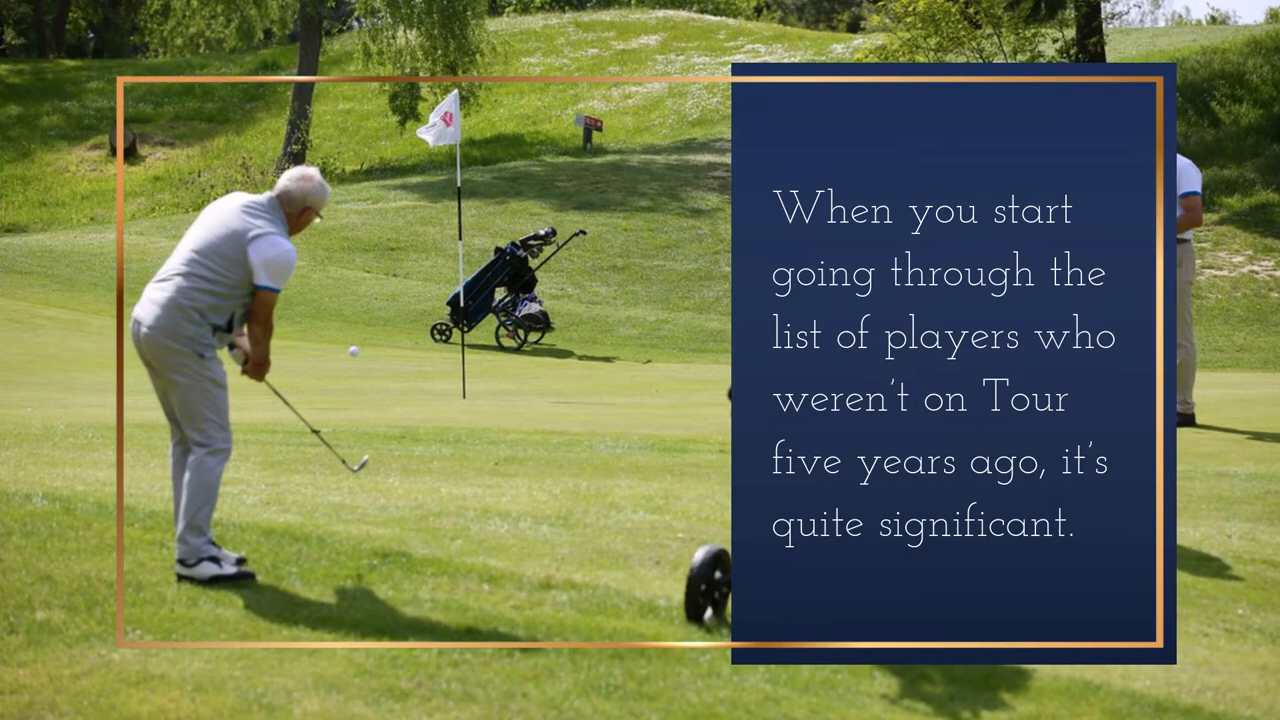 When you start
going through the
list of players who
weren't on Tour
five years ago, it's
quite significant.